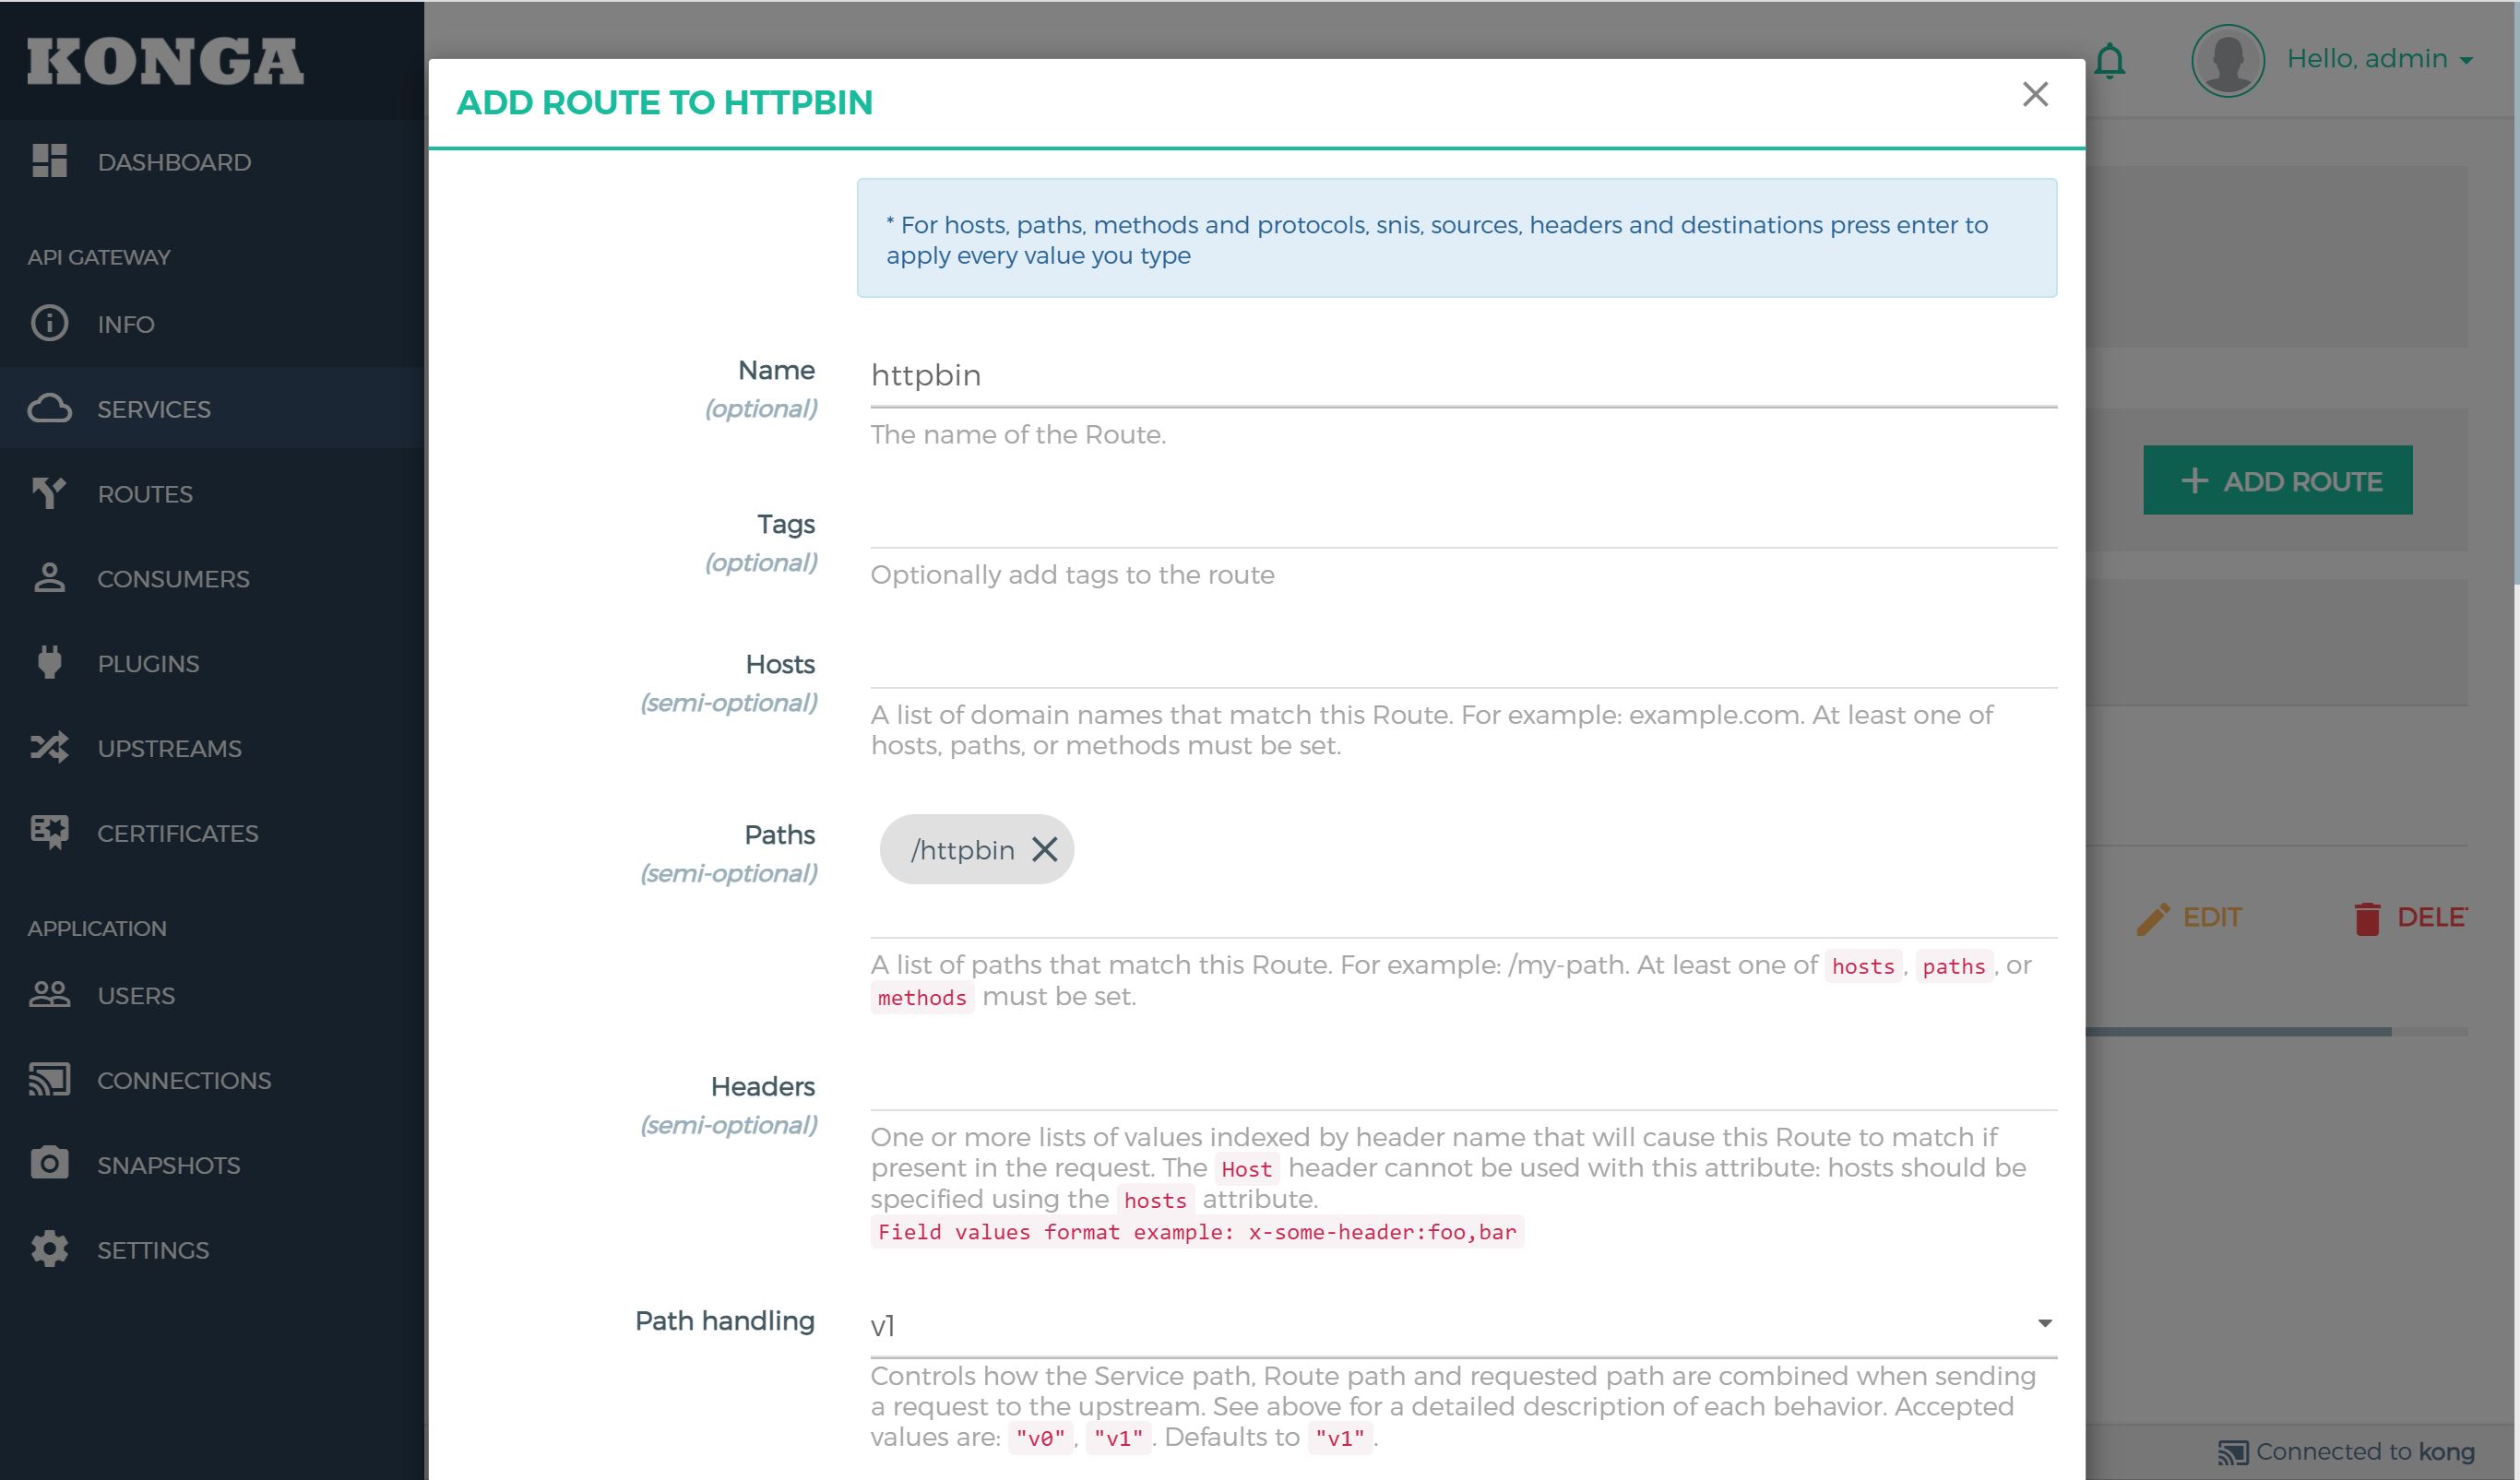 KONGA
Hello, admin
DASHBOARD
API GATEWAY
INFO
SERVICES
ROUTES
CONSUMERS
PLUGINS
UPSTREAMS
CERTIFICATES
APPLICATION
USERS
CONNECTIONS
SNAPSHOTS
SETTINGS
ADD ROUTE TO HTTPBIN
* For hosts, paths, methods and protocols, snis, sources, headers and destinations press enter to
apply every value you type
Name
(optional)
httpbin
The name of the Route.
Tags
(optional)
Optionally add tags to the route
Hosts
(semi-optional)
A list of domain names that match this Route. For example: example.com. At least one of
hosts, paths, or methods must be set.
Paths
(semi-optional)
/httpbin
A list of paths that match this Route. For example: /my-path. At least one of hosts, paths, or
methods must be set.
Headers
(semi-optional)
One or more lists of values indexed by header name that will cause this Route to match if
present in the request. The Host header cannot be used with this attribute: hosts should be
specified using the hosts attribute.
Field values format example: x-some-header:foo,bar
Path handling
v1
Controls how the Service path, Route path and requested path are combined when sending
a request to the upstream. See above for a detailed description of each behavior. Accepted
values are: "v0", "v1". Defaults to "v1".
+ ADD ROUTE
EDIT
DELE
Connected to kong